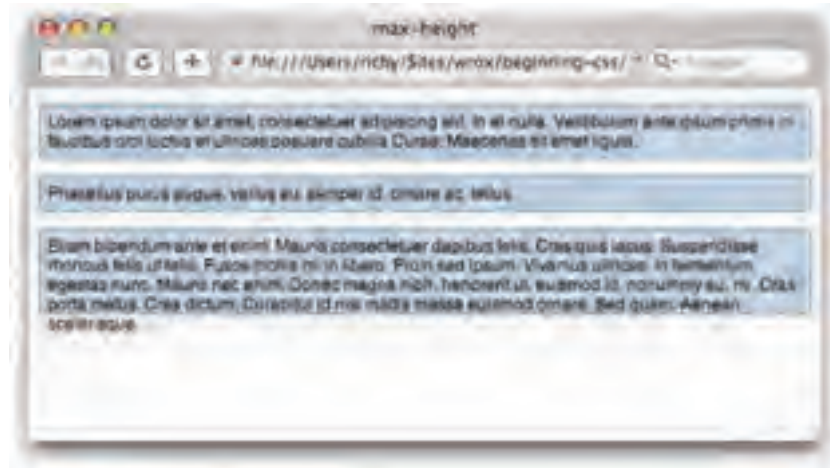 max-height
file:///Users/richy/Sites/wrox/beginning-css/
Lorem ipsum dolor sit amet, consectetuer adipiscing elit. In et nulla. Vestibulum ante ipsum primis in
faucibus orci luctus et ultrices posuere cubilia Curae; Maecenas sit amet ligula.
Phasellus purus augue, varius eu, semper id, ornare ac, tellus.
Etiam bibendum ante et enim. Mauris consectetuer dapibus felis. Cras quis lacus. Suspendisse
rhoncus felis ut felis. Fusce mollis mi in libero. Proin sed ipsum. Vivamus ultrices. In fermentum
egestas nunc. Mauris nec enim. Donec magna nibh, hendrerit ut, euismod id, nonummy eu, mi. Cras
porta metus. Cras dictum. Curabitur id nisi mattis massa euismod ornare. Sed quam. Aenean
scelerisque.